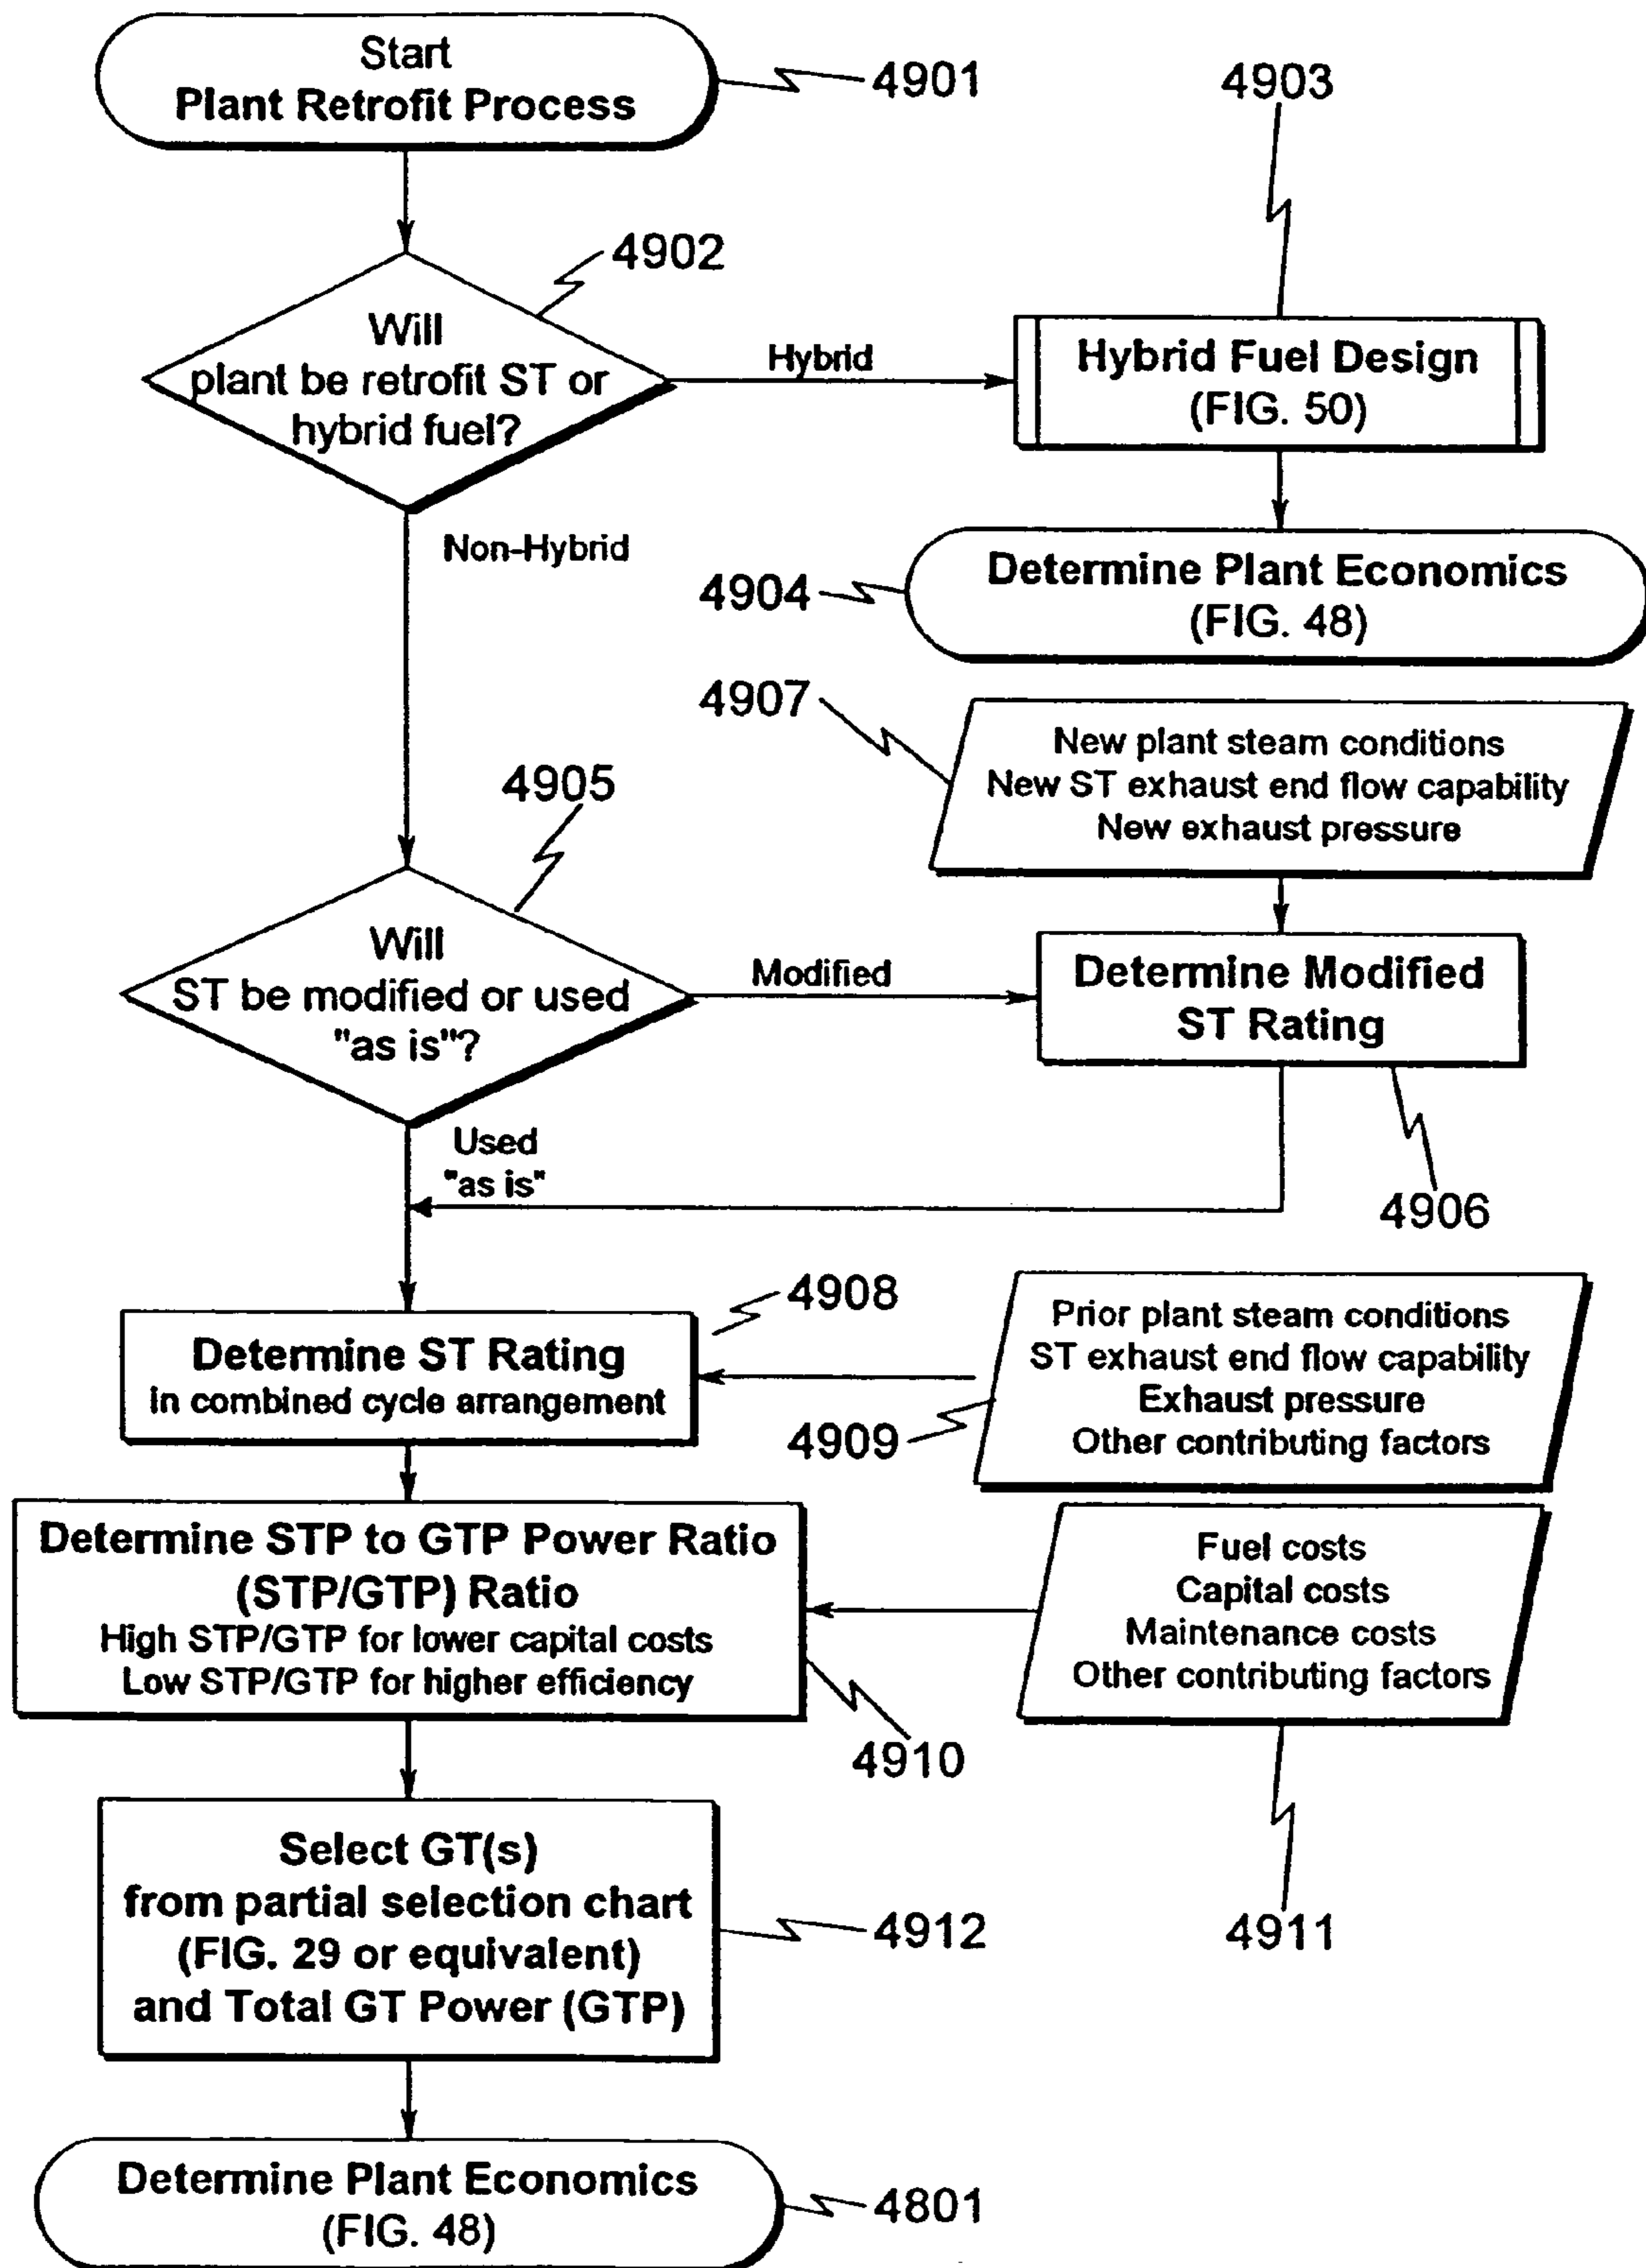 Start
Plant Retrofit Process
4901
4903
4902
Will
plant be retrofit ST or
hybrid fuel?
Hybrid
Hybrid Fuel Design
(FIG. 50)
Non-Hybrid
Determine Plant Economics
(FIG. 48)
4904
4907
New plant steam conditions
New ST exhaust end flow capability
New exhaust pressure
4905
Will
ST be modified or used
"as is"?
Modified
Determine Modified
ST Rating
Used
"as is"
4906
4908
Determine ST Rating
in combined cycle arrangement
Prior plant steam conditions
ST exhaust end flow capability
Exhaust pressure
Other contributing factors
4909
Determine STP to GTP Power Ratio
(STP/GTP) Ratio
High STP/GTP for lower capital costs
Low STP/GTP for higher efficiency
Fuel costs
Capital costs
Maintenance costs
Other contributing factors
4910
4911
Select GT(s)
from partial selection chart
(FIG. 29 or equivalent)
and Total GT Power (GTP)
4912
Determine Plant Economics
(FIG. 48)
4801